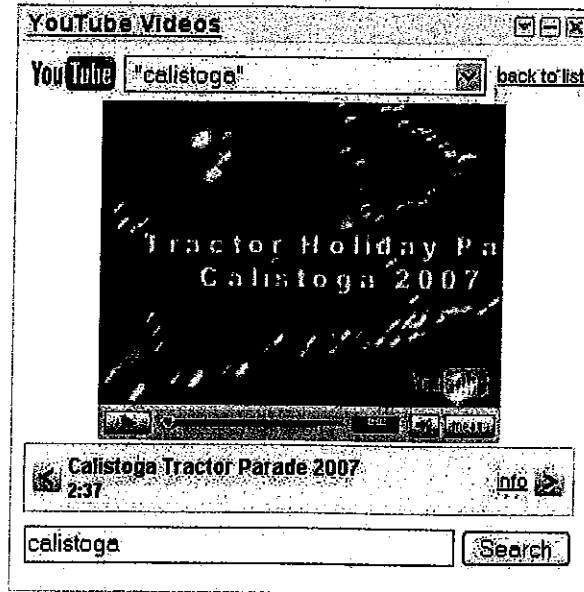 YouTube Videos
YouTube "calistoga" back to list
Tractor Holiday Pa
Calistoga 2007
YouTube
Calistoga Tractor Parade 2007
2:37 info
calistoga Search